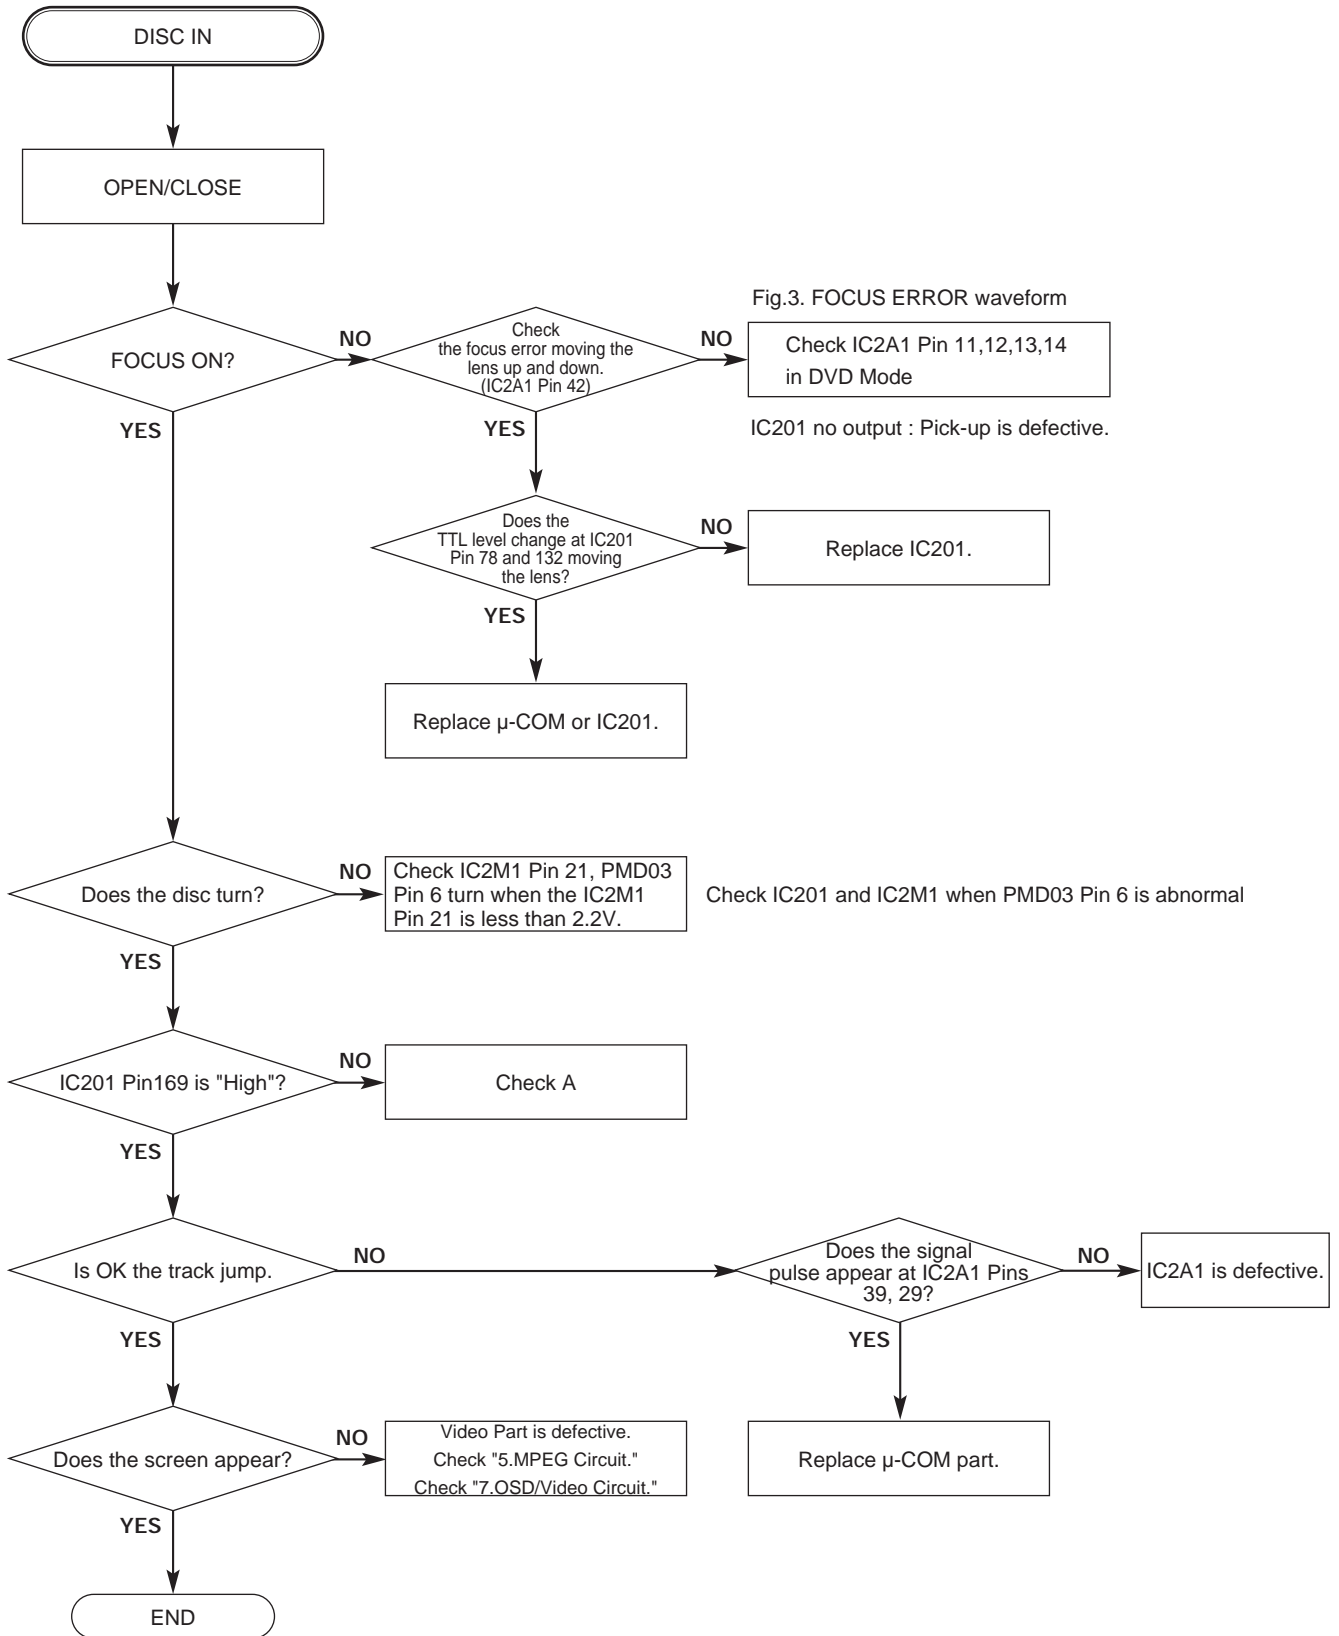 DISC IN
OPEN/CLOSE
Fig.3. FOCUS ERROR waveform
FOCUS ON?
NO
Check
the focus error moving the
lens up and down.
(IC2A1 Pin 42)
NO
Check IC2A1 Pin 11,12,13,14
in DVD Mode
YES
YES
IC201 no output : Pick-up is defective.
Does the
TTL level change at IC201
Pin 78 and 132 moving
the lens?
NO
Replace IC201.
YES
Replace µ-COM or IC201.
Does the disc turn?
NO
Check IC2M1 Pin 21, PMD03
Pin 6 turn when the IC2M1
Pin 21 is less than 2.2V.
Check IC201 and IC2M1 when PMD03 Pin 6 is abnormal
YES
IC201 Pin169 is "High"?
NO
Check A
YES
Is OK the track jump.
NO
Does the signal
pulse appear at IC2A1 Pins
39, 29?
NO
IC2A1 is defective.
YES
YES
Does the screen appear?
NO
Video Part is defective.
Check "5.MPEG Circuit."
Check "7.OSD/Video Circuit."
Replace µ-COM part.
YES
END